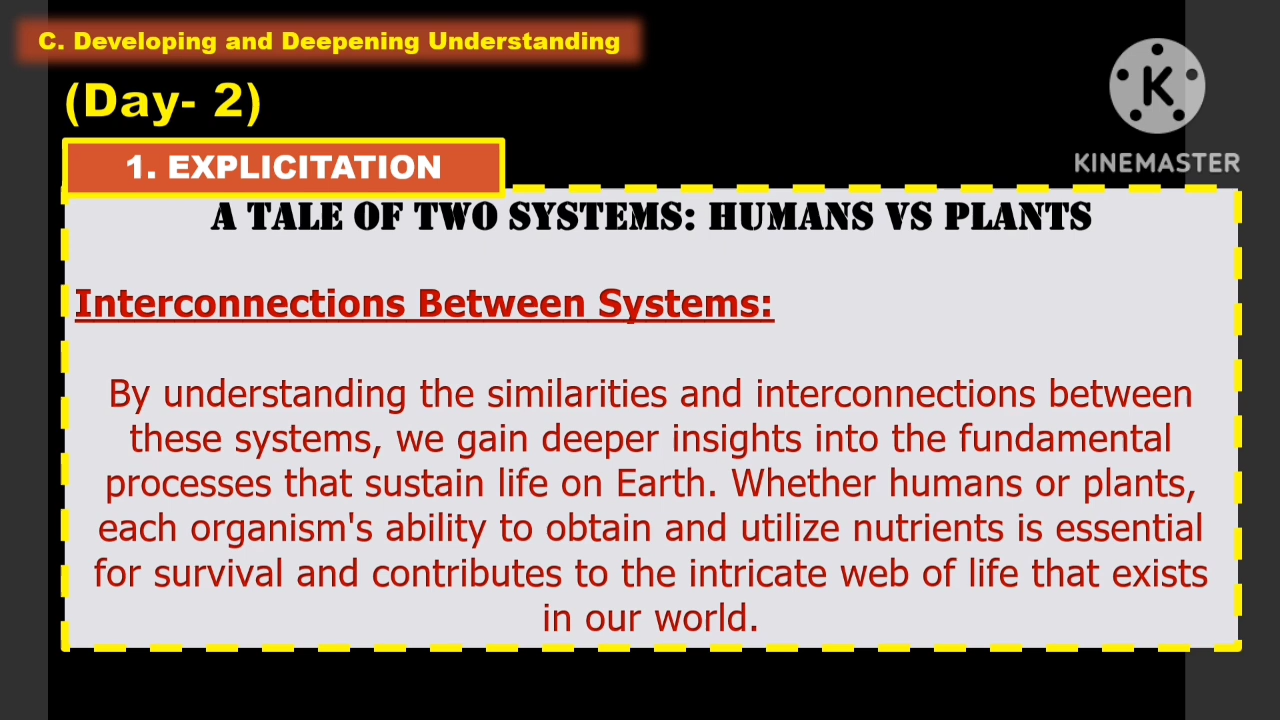 C. Developing and Deepening Understanding
(Day- 2)
KINEMASTER
1. EXPLICITATION
A TALE OF TWO SYSTEMS: HUMANS VS PLANTS
Interconnections Between Systems:
By understanding the similarities and interconnections between
these systems, we gain deeper insights into the fundamental
processes that sustain life on Earth. Whether humans or plants,
each organism's ability to obtain and utilize nutrients is essential
for survival and contributes to the intricate web of life that exists
in our world.